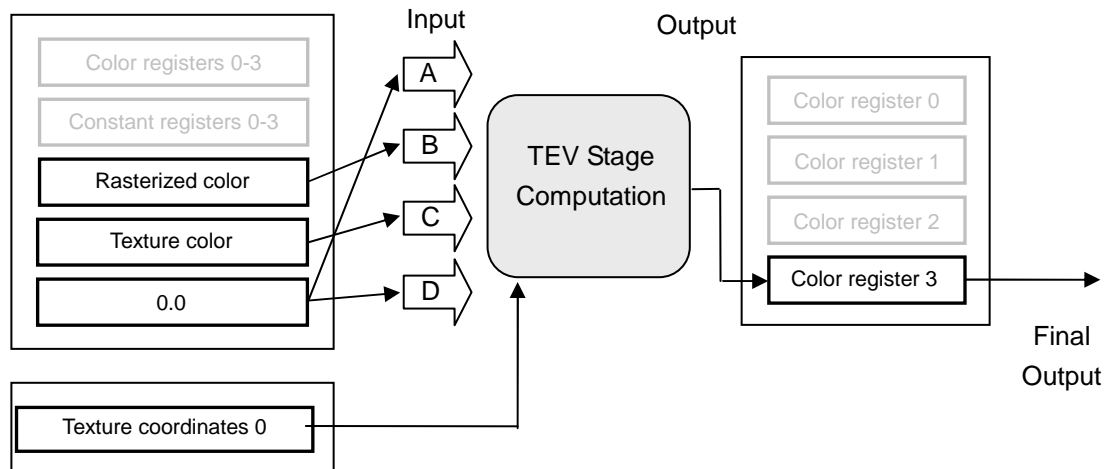 Input
Output
Color registers 0-3
Constant registers 0-3
Rasterized color
Texture color
0.0
A
B
C
D
TEV Stage
Computation
Color register 0
Color register 1
Color register 2
Color register 3
Final
Output
Texture coordinates 0